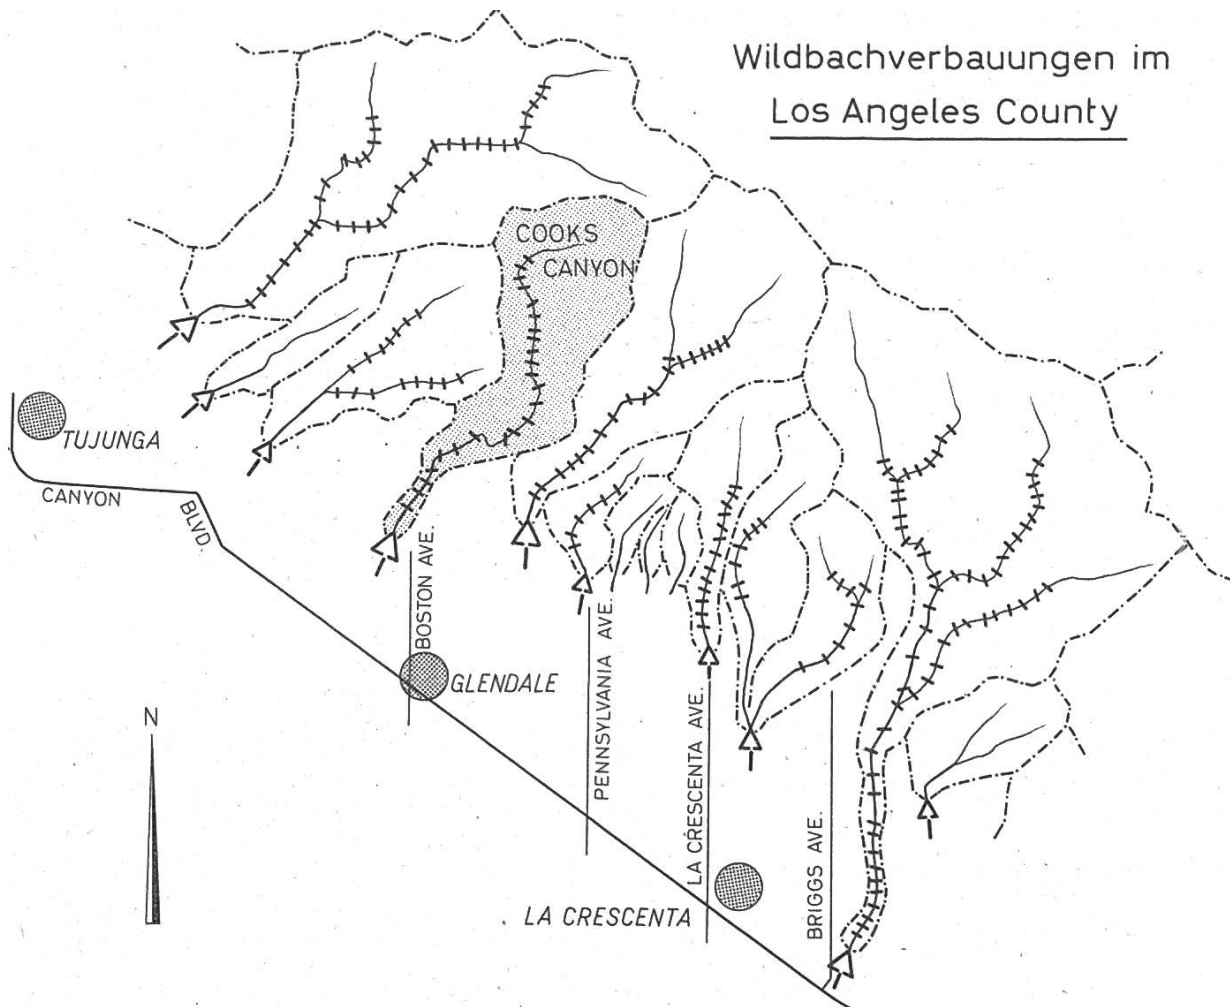 Wildbachverbauungen im
Los Angeles County
COOKS
CANYON
TUJUNGA
CANYON
BLVD.
BOSTON AVE.
GLENDALE
PENNSYLVANIA AVE.
LA CRESCENTA AVE.
BRIGGS AVE.
LA CRESCENTA
N